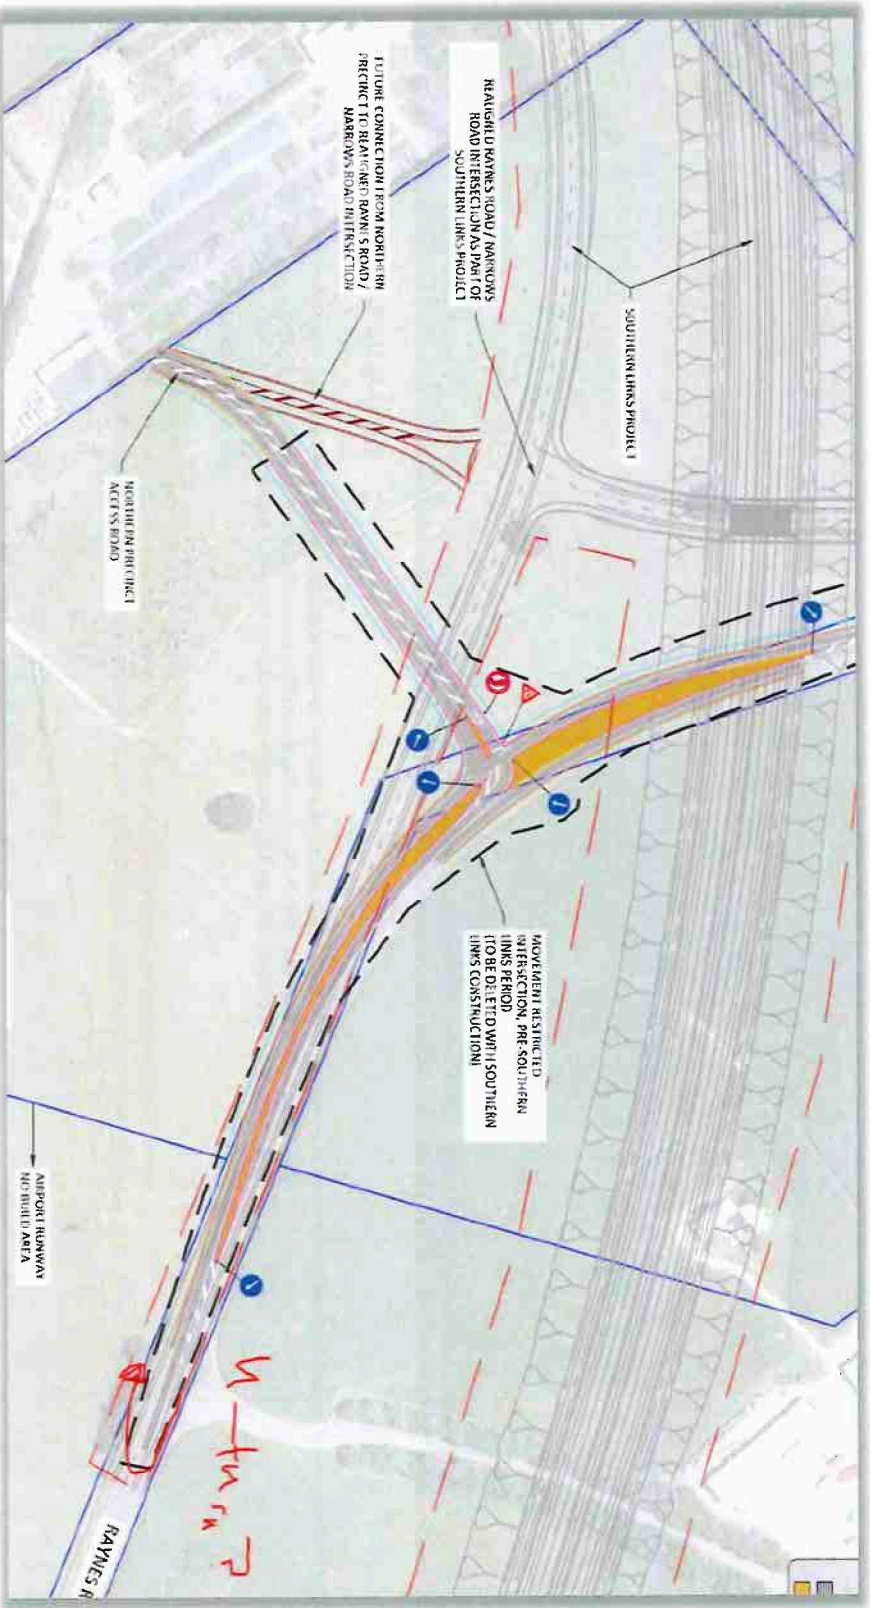 FUTURE CONNECTION FROM NORTHERN
PRECINCT TO REALIGNED RAYNES ROAD /
NARROWS ROAD INTERSECTION
REALIGNED RAYNES ROAD / NARROWS
ROAD INTERSECTION AS PART OF
SOUTHERN LINKS PROJECT
SOUTHERN LINKS PROJECT
NORTHERN PRECINCT
ACCESS ROAD
MOVEMENT RESTRICTED
INTERSECTION, PRE-SOUTHERN
LINKS PERIOD
(TO BE DELETED WITH SOUTHERN
LINKS CONSTRUCTION)
AIRPORT RUNWAY
NO BUILD AREA
U-turn ?
RAYNES R